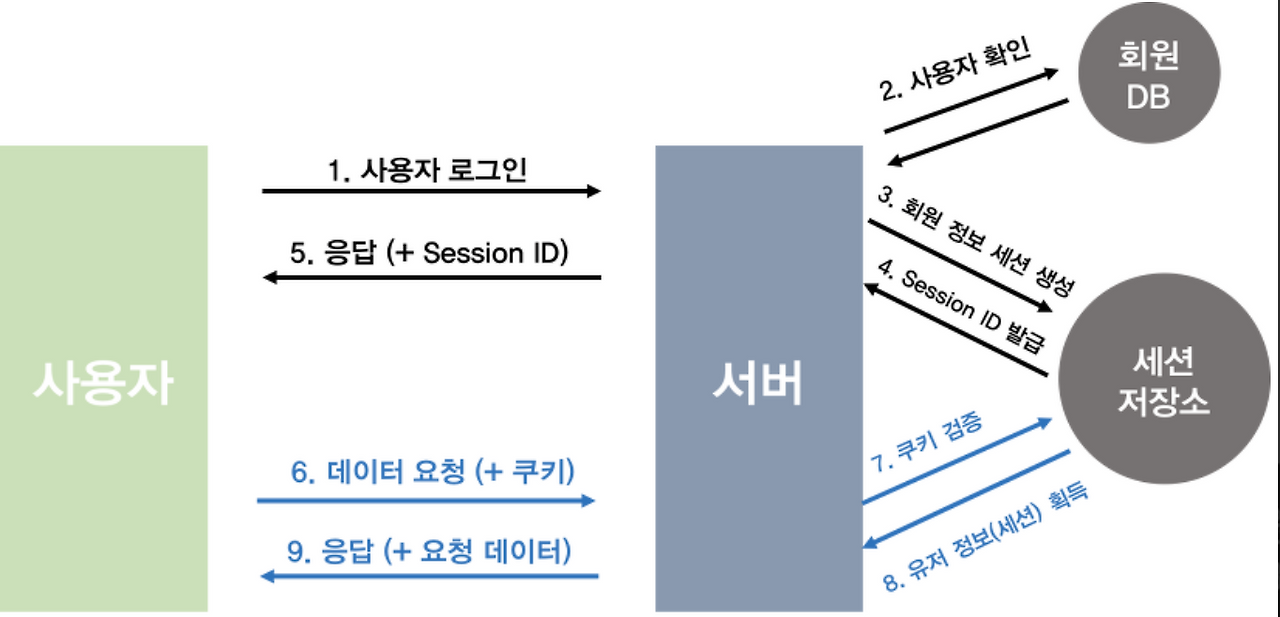 사용자
1. 사용자 로그인
5. 응답 (+ Session ID)
6. 데이터 요청 (+ 쿠키)
9. 응답 (+ 요청 데이터)
서버
2. 사용자 확인
회원
DB
3. 회원 정보 세션 생성
4. Session ID 발급
세션
저장소
7. 쿠키 검증
8. 유저 정보(세션) 획득